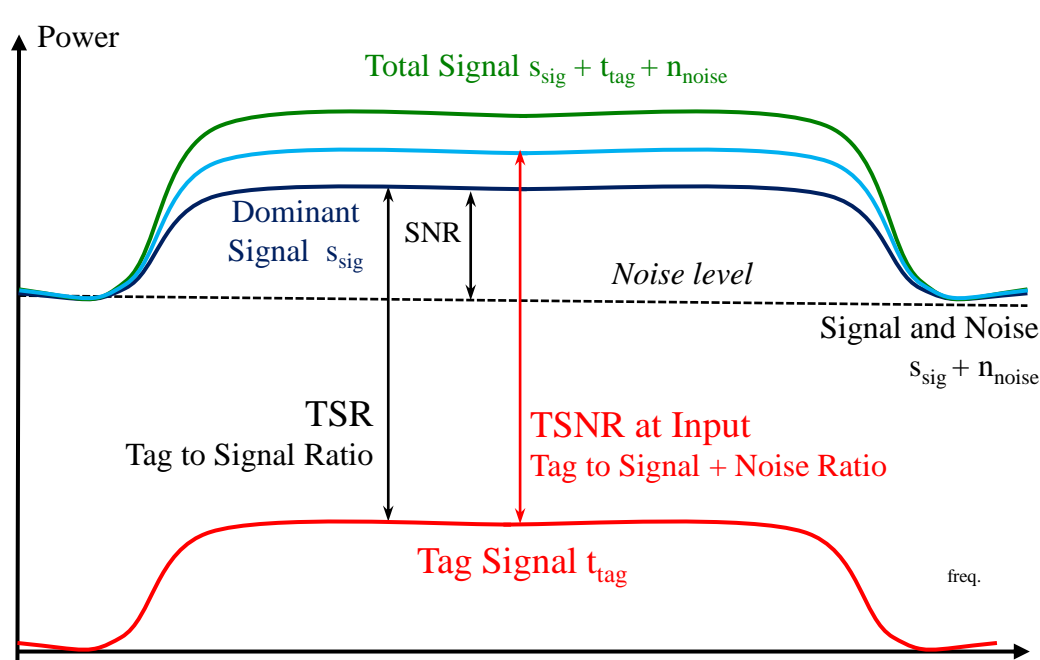 Power
Total Signal s_sig + t_tag + n_noise
Dominant
Signal s_sig
SNR
Noise level
Signal and Noise
s_sig + n_noise
TSR
Tag to Signal Ratio
TSNR at Input
Tag to Signal + Noise Ratio
Tag Signal t_tag
freq.